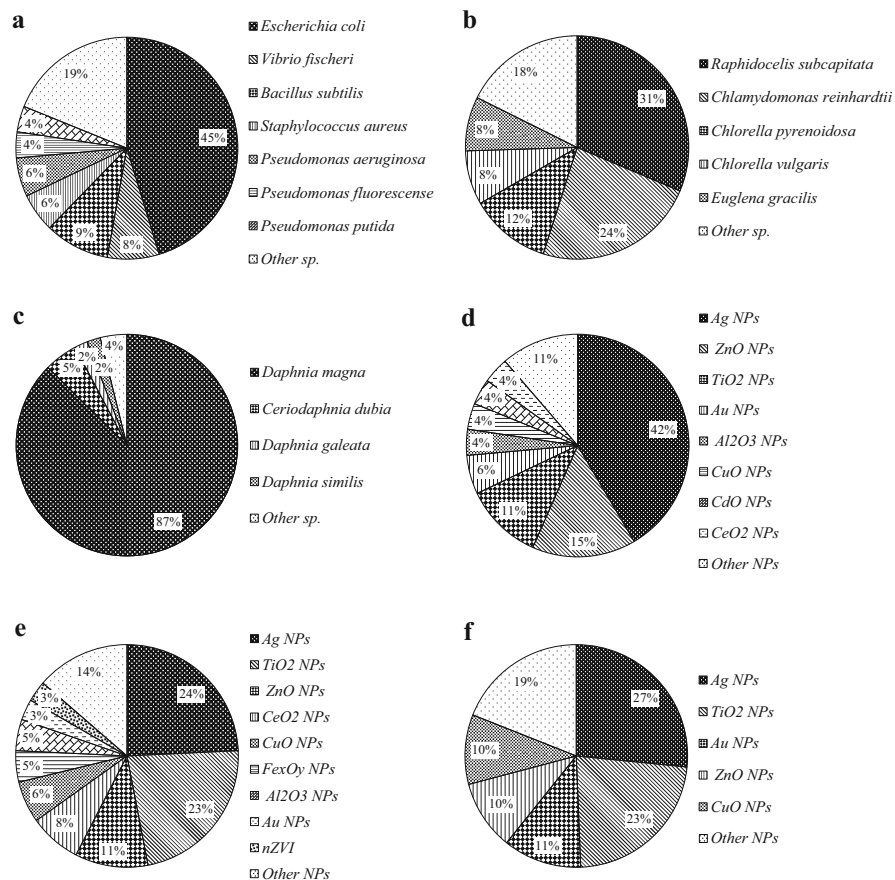 a
45%
8%
9%
6%
6%
4%
4%
19%
Escherichia coli
Vibrio fischeri
Bacillus subtilis
Staphylococcus aureus
Pseudomonas aeruginosa
Pseudomonas fluorescense
Pseudomonas putida
Other sp.
b
31%
24%
12%
8%
8%
18%
Raphidocelis subcapitata
Chlamydomonas reinhardtii
Chlorella pyrenoidosa
Chlorella vulgaris
Euglena gracilis
Other sp.
c
87%
5%
2%
2%
4%
Daphnia magna
Ceriodaphnia dubia
Daphnia galeata
Daphnia similis
Other sp.
d
42%
15%
11%
6%
4%
4%
4%
4%
11%
Ag NPs
ZnO NPs
TiO2 NPs
Au NPs
Al2O3 NPs
CuO NPs
CdO NPs
CeO2 NPs
Other NPs
e
24%
23%
11%
8%
6%
5%
5%
3%
3%
14%
Ag NPs
TiO2 NPs
ZnO NPs
CeO2 NPs
CuO NPs
FexOy NPs
Al2O3 NPs
Au NPs
nZVI
Other NPs
f
27%
23%
11%
10%
10%
19%
Ag NPs
TiO2 NPs
Au NPs
ZnO NPs
CuO NPs
Other NPs